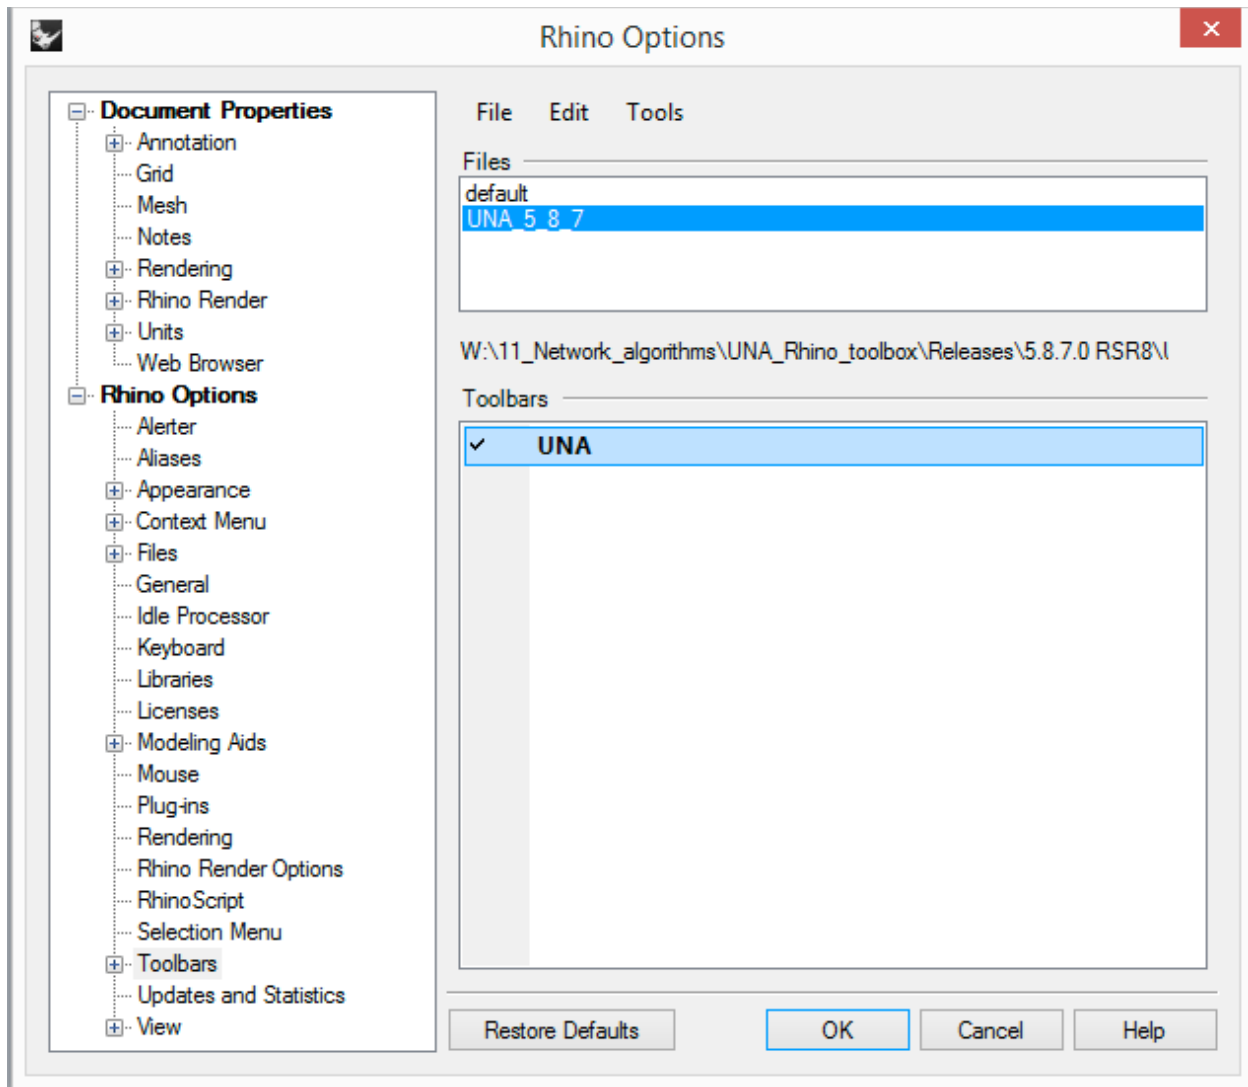 Rhino Options
Document Properties
Annotation
Grid
Mesh
Notes
Rendering
Rhino Render
Units
Web Browser
Rhino Options
Alerter
Aliases
Appearance
Context Menu
Files
General
Idle Processor
Keyboard
Libraries
Licenses
Modeling Aids
Mouse
Plug-ins
Rendering
Rhino Render Options
RhinoScript
Selection Menu
Toolbars
Updates and Statistics
View
File Edit Tools
Files
default
UNA_5_8_7
W:\11_Network_algorithms\UNA_Rhino_toolbox\Releases\5.8.7.0 RSR8\
Toolbars
UNA
Restore Defaults OK Cancel Help